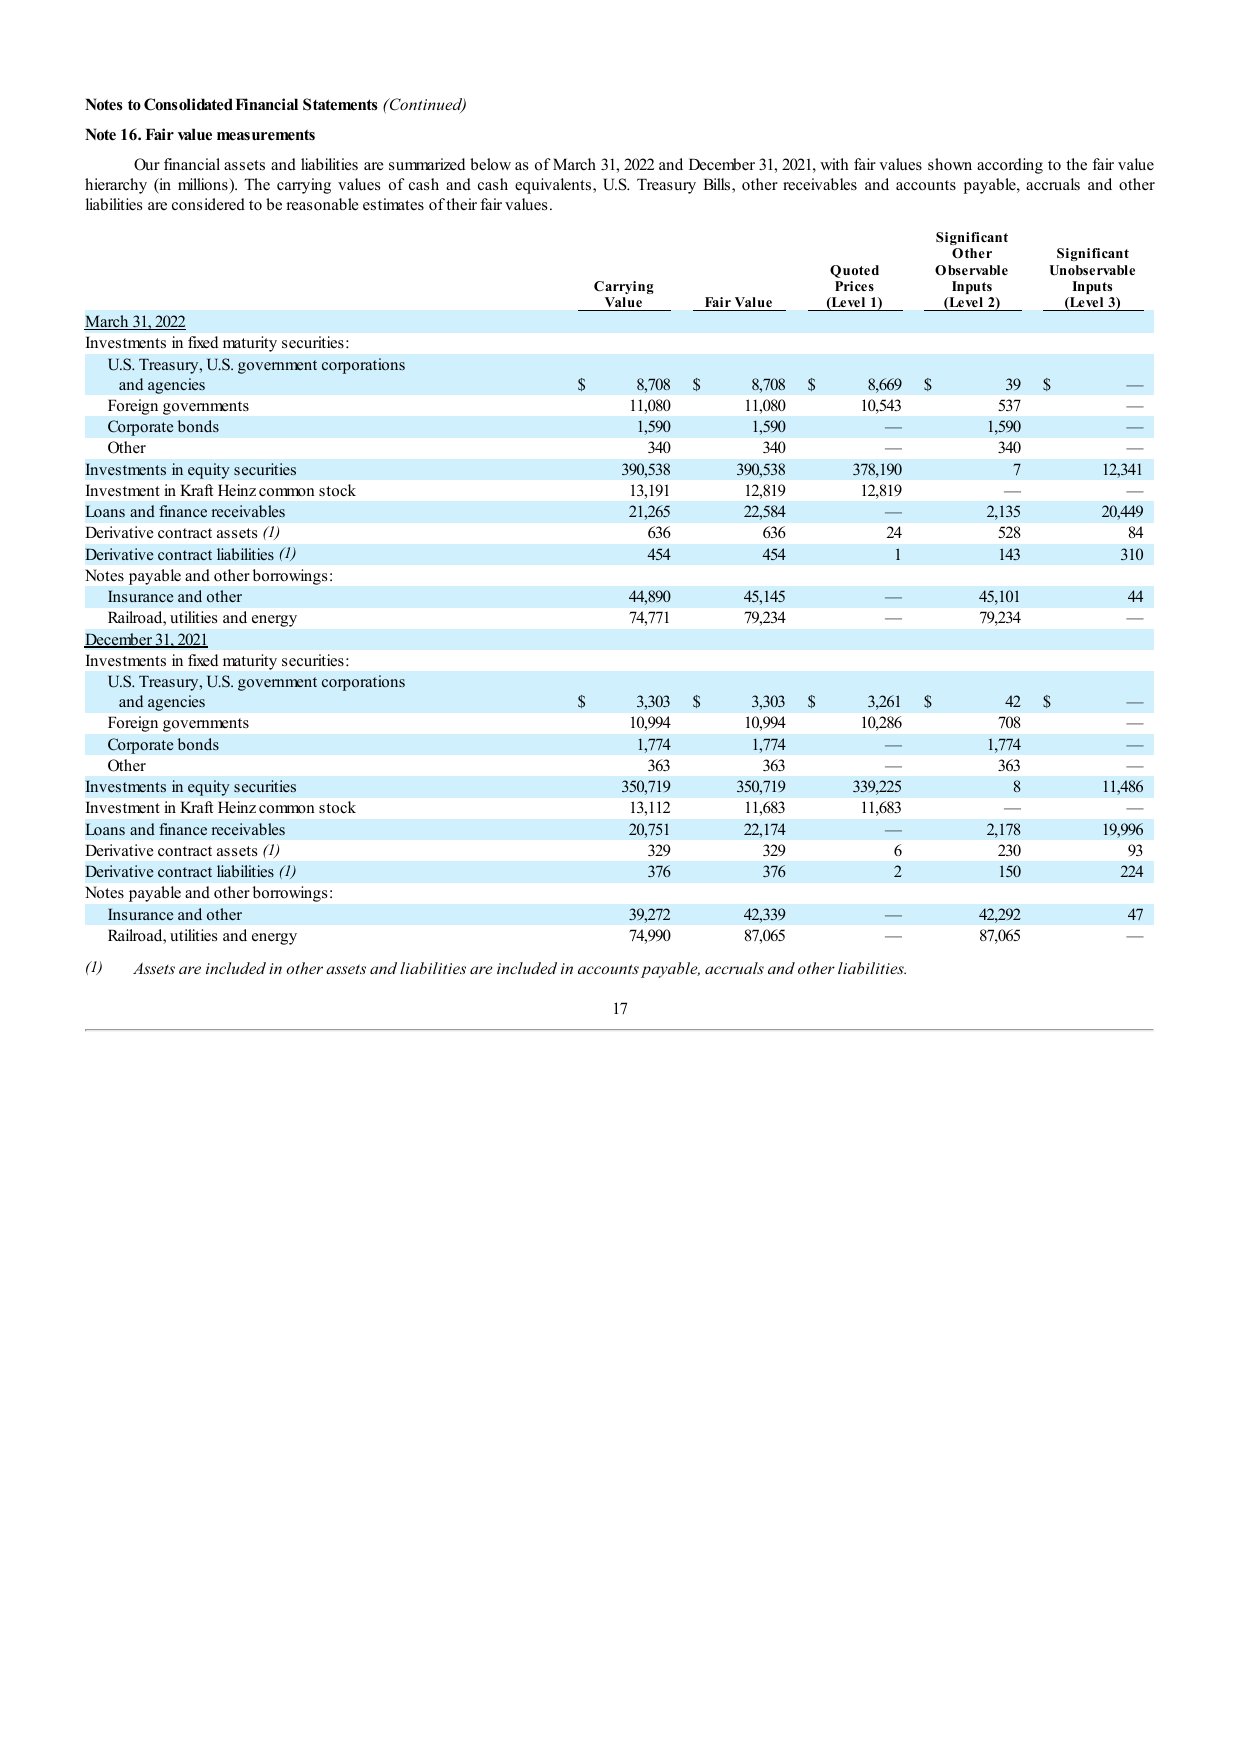 Notes to Consolidated Financial Statements (Continued)
Note 16. Fair value measurements
Our financial assets and liabilities are summarized below as of March 31, 2022 and December 31, 2021, with fair values shown according to the fair value
hierarchy (in millions). The carrying values of cash and cash equivalents, U.S. Treasury Bills, other receivables and accounts payable, accruals and other
liabilities are considered to be reasonable estimates of their fair values.
Carrying
Value
Fair Value
Quoted
Prices
(Level 1)
Significant
Other
Observable
Inputs
(Level 2)
Significant
Unobservable
Inputs
(Level 3)
March 31, 2022
Investments in fixed maturity securities:
U.S. Treasury, U.S. government corporations
and agencies $ 8,708 $ 8,708 $ 8,669 $ 39 $ —
Foreign governments 11,080 11,080 10,543 537 —
Corporate bonds 1,590 1,590 — 1,590 —
Other 340 340 — 340 —
Investments in equity securities 390,538 390,538 378,190 7 12,341
Investment in Kraft Heinz common stock 13,191 12,819 12,819 — —
Loans and finance receivables 21,265 22,584 — 2,135 20,449
Derivative contract assets (1) 636 636 24 528 84
Derivative contract liabilities (1) 454 454 1 143 310
Notes payable and other borrowings:
Insurance and other 44,890 45,145 — 45,101 44
Railroad, utilities and energy 74,771 79,234 — 79,234 —
December 31, 2021
Investments in fixed maturity securities:
U.S. Treasury, U.S. government corporations
and agencies $ 3,303 $ 3,303 $ 3,261 $ 42 $ —
Foreign governments 10,994 10,994 10,286 708 —
Corporate bonds 1,774 1,774 — 1,774 —
Other 363 363 — 363 —
Investments in equity securities 350,719 350,719 339,225 8 11,486
Investment in Kraft Heinz common stock 13,112 11,683 11,683 — —
Loans and finance receivables 20,751 22,174 — 2,178 19,996
Derivative contract assets (1) 329 329 6 230 93
Derivative contract liabilities (1) 376 376 2 150 224
Notes payable and other borrowings:
Insurance and other 39,272 42,339 — 42,292 47
Railroad, utilities and energy 74,990 87,065 — 87,065 —
(1) Assets are included in other assets and liabilities are included in accounts payable, accruals and other liabilities.
17